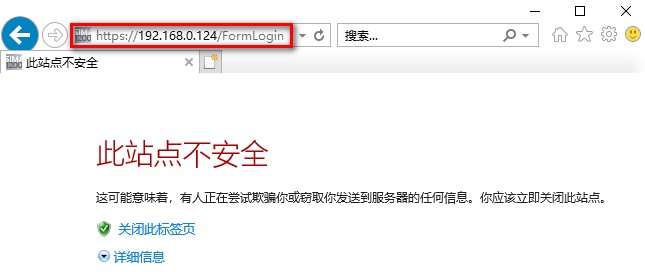 https://192.168.0.124/FormLogin
搜索...
SIM 1200
此站点不安全
此站点不安全
这可能意味着，有人正在尝试欺骗你或窃取你发送到服务器的任何信息。你应该立即关闭此站点。
关闭此标签页
详细信息